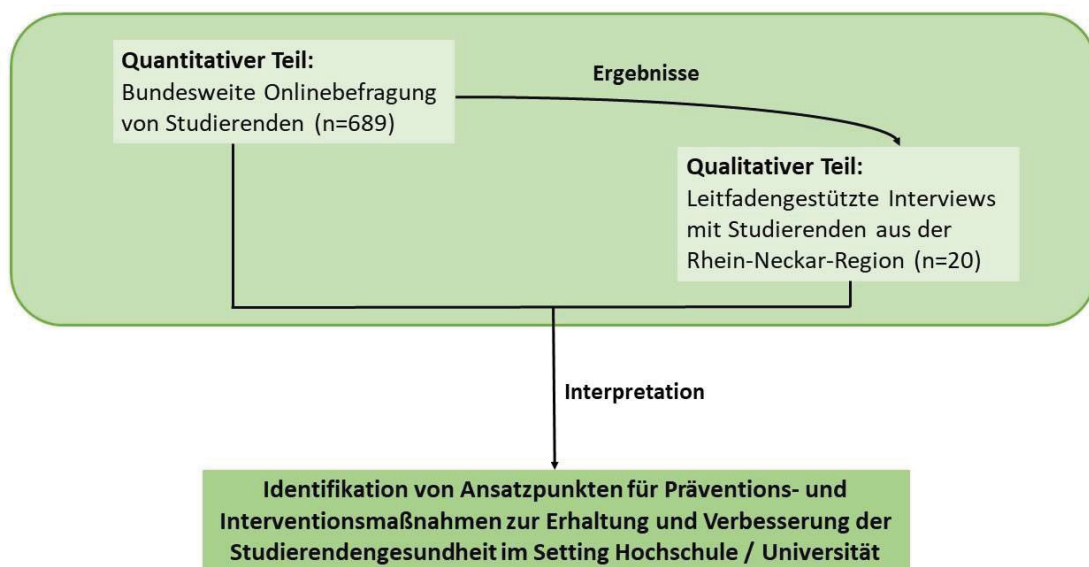 Quantitativer Teil:
Bundesweite Onlinebefragung
von Studierenden (n=689)
Ergebnisse
Qualitativer Teil:
Leitfadengestützte Interviews
mit Studierenden aus der
Rhein-Neckar-Region (n=20)
Interpretation
Identifikation von Ansatzpunkten für Präventions- und
Interventionsmaßnahmen zur Erhaltung und Verbesserung der
Studierendengesundheit im Setting Hochschule / Universität